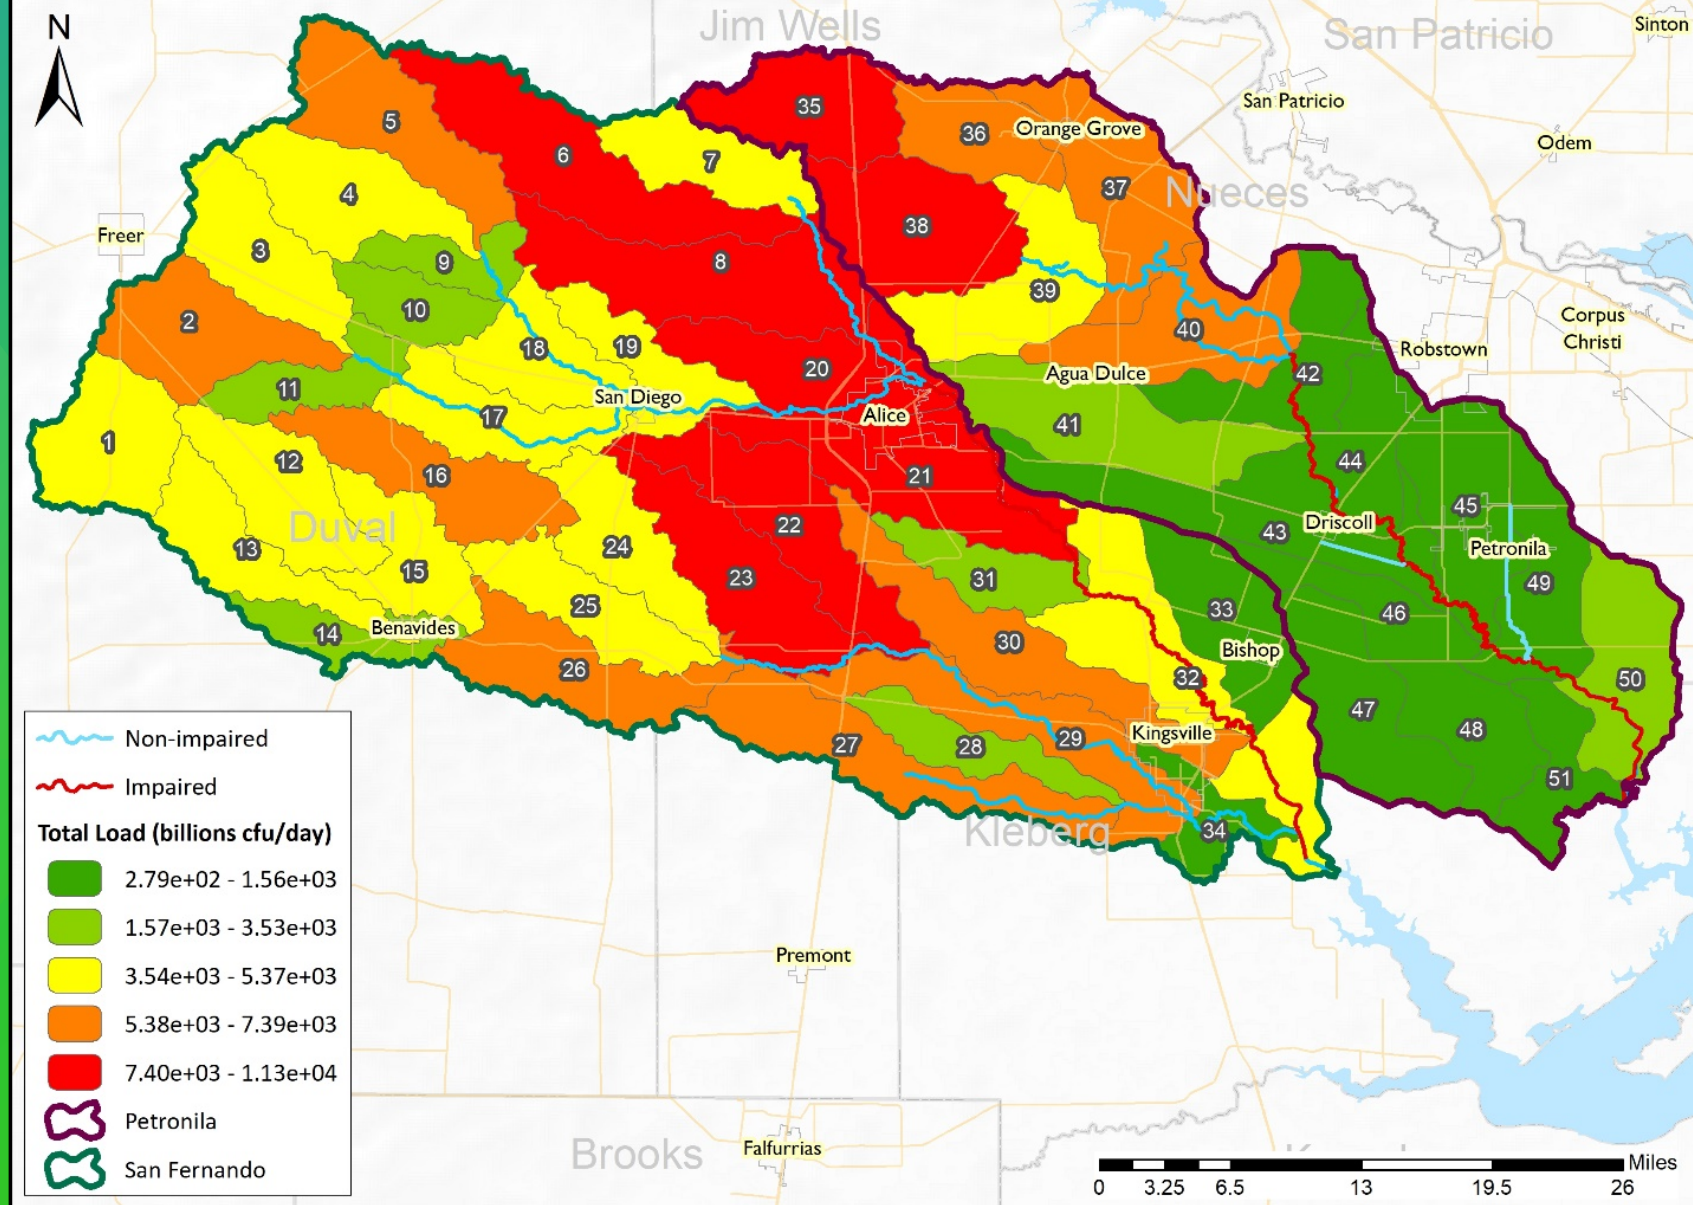 N
Jim Wells
San Patricio
Sinton
35
San Patricio
5
36
Orange Grove
Odem
6
7
37
4
Nueces
38
Freer
3
9
8
39
10
2
40
Corpus
Christi
18
19
Robstown
20
Agua Dulce
42
11
San Diego
Alice
17
41
1
12
16
21
44
45
Duval
22
Driscoll
43
13
24
Petronila
15
23
31
49
25
33
46
14
Benavides
30
Bishop
26
32
50
47
48
Kingsville
27
28
29
51
Kleberg
34
Non-impaired
Impaired
Total Load (billions cfu/day)
2.79e+02 - 1.56e+03
1.57e+03 - 3.53e+03
3.54e+03 - 5.37e+03
5.38e+03 - 7.39e+03
7.40e+03 - 1.13e+04
Petronila
San Fernando
Premont
Brooks
Falfurrias
Miles
0 3.25 6.5 13 19.5 26